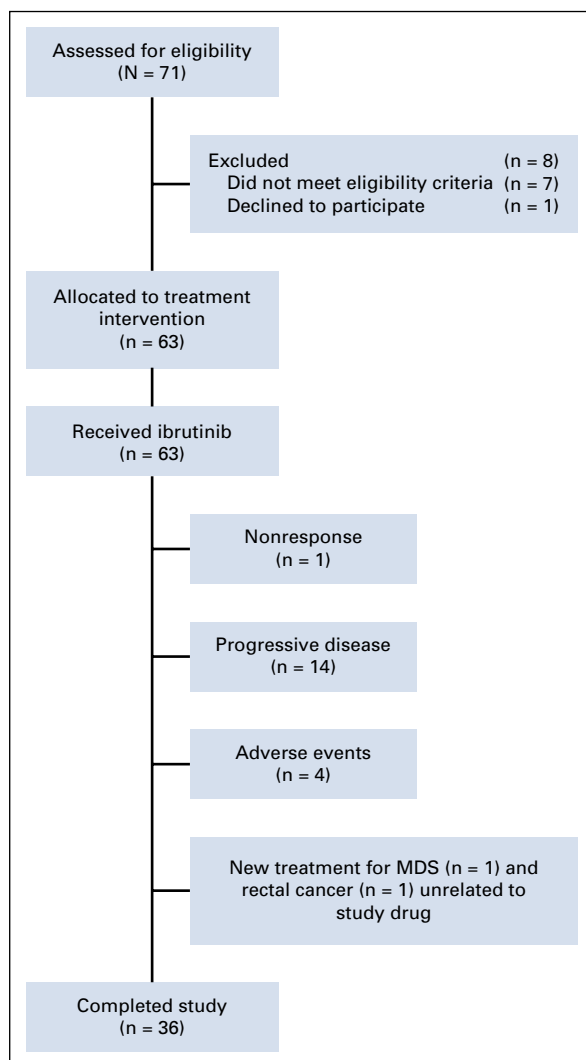 Assessed for eligibility
(N = 71)
Excluded (n = 8)
Did not meet eligibility criteria (n = 7)
Declined to participate (n = 1)
Allocated to treatment
intervention
(n = 63)
Received ibrutinib
(n = 63)
Nonresponse
(n = 1)
Progressive disease
(n = 14)
Adverse events
(n = 4)
New treatment for MDS (n = 1) and
rectal cancer (n = 1) unrelated to
study drug
Completed study
(n = 36)